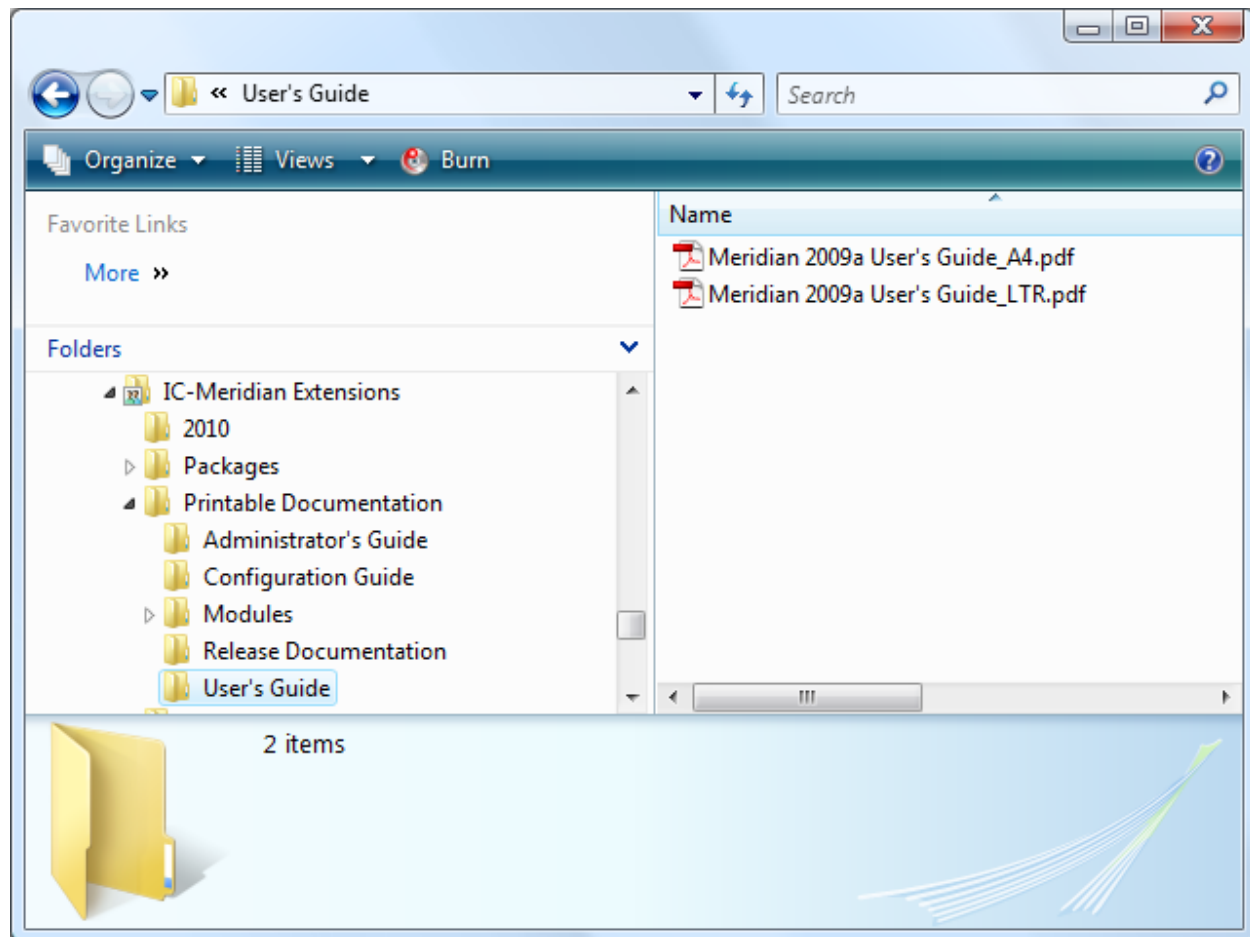 « User's Guide
Search
Organize Views Burn
Favorite Links
More »
Folders
IC-Meridian Extensions
2010
Packages
Printable Documentation
Administrator's Guide
Configuration Guide
Modules
Release Documentation
User's Guide
Name
Meridian 2009a User's Guide_A4.pdf
Meridian 2009a User's Guide_LTR.pdf
2 items